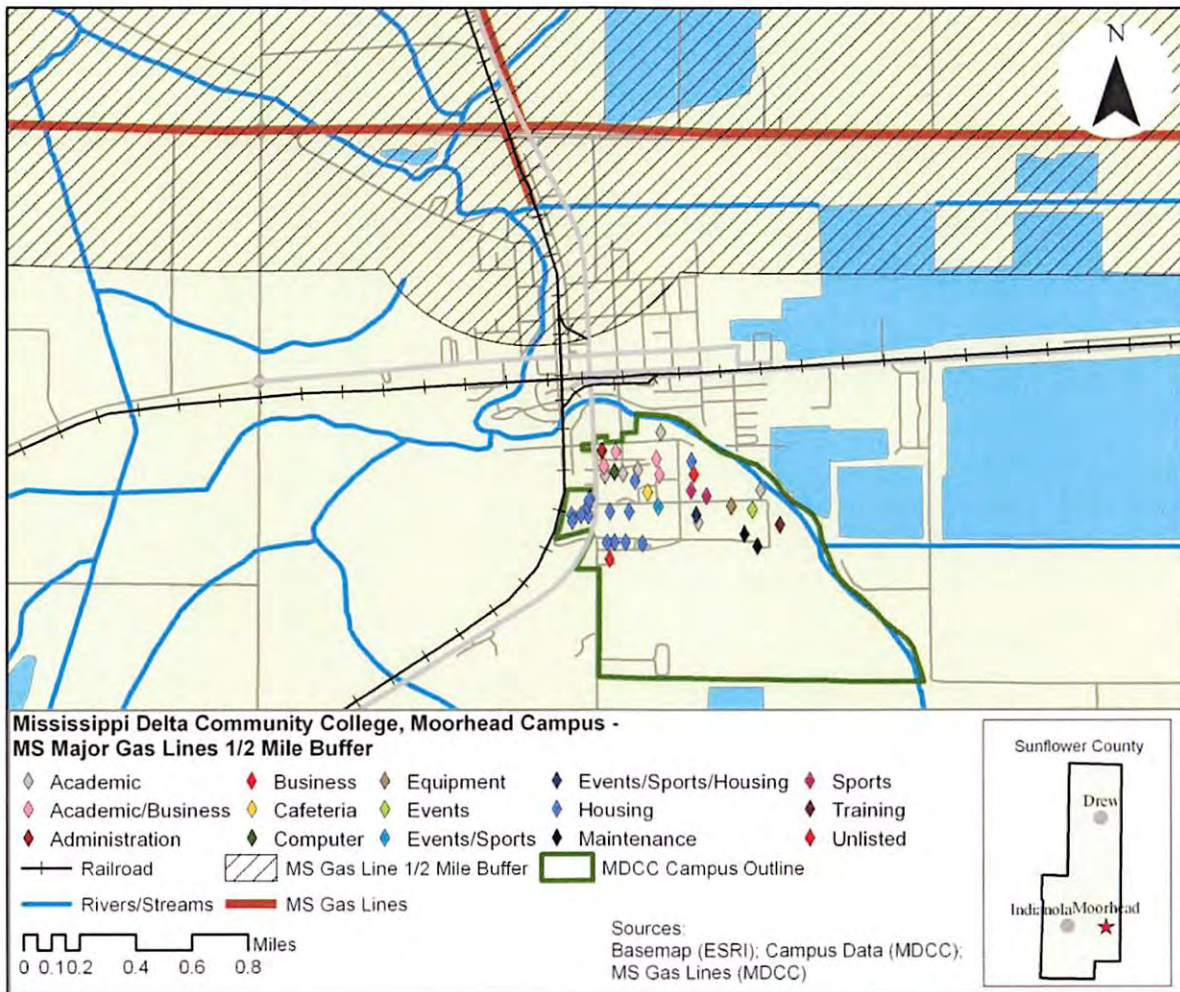 N
Mississippi Delta Community College, Moorhead Campus -
MS Major Gas Lines 1/2 Mile Buffer
Academic
Business
Equipment
Events/Sports/Housing
Sports
Academic/Business
Cafeteria
Events
Housing
Training
Administration
Computer
Events/Sports
Maintenance
Unlisted
Railroad
MS Gas Line 1/2 Mile Buffer
MDCC Campus Outline
Rivers/Streams
MS Gas Lines
Miles
0 0.10.2 0.4 0.6 0.8
Sources:
Basemap (ESRI); Campus Data (MDCC);
MS Gas Lines (MDCC)
Sunflower County
Drew
Indianola
Moorhead